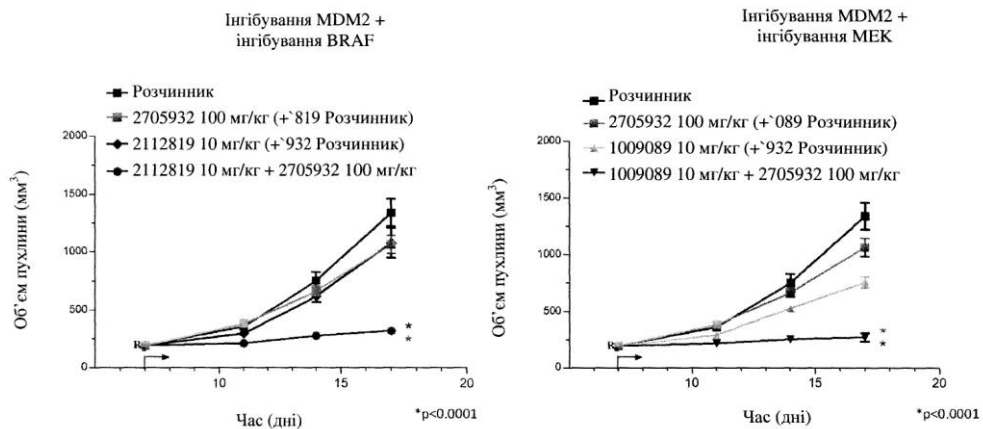 Інгібування MDM2 +
інгібування BRAF
Розчинник
2705932 100 мг/кг (+`819 Розчинник)
2112819 10 мг/кг (+`932 Розчинник)
2112819 10 мг/кг + 2705932 100 мг/кг
Об'єм пухлини (мм³)
2000
1500
1000
500
0
R
*
*
10
15
20
Час (дні)
*p<0.0001
Інгібування MDM2 +
інгібування MEK
Розчинник
2705932 100 мг/кг (+`089 Розчинник)
1009089 10 мг/кг (+`932 Розчинник)
1009089 10 мг/кг + 2705932 100 мг/кг
Об'єм пухлини (мм³)
2000
1500
1000
500
0
R
*
*
10
15
20
Час (дні)
*p<0.0001